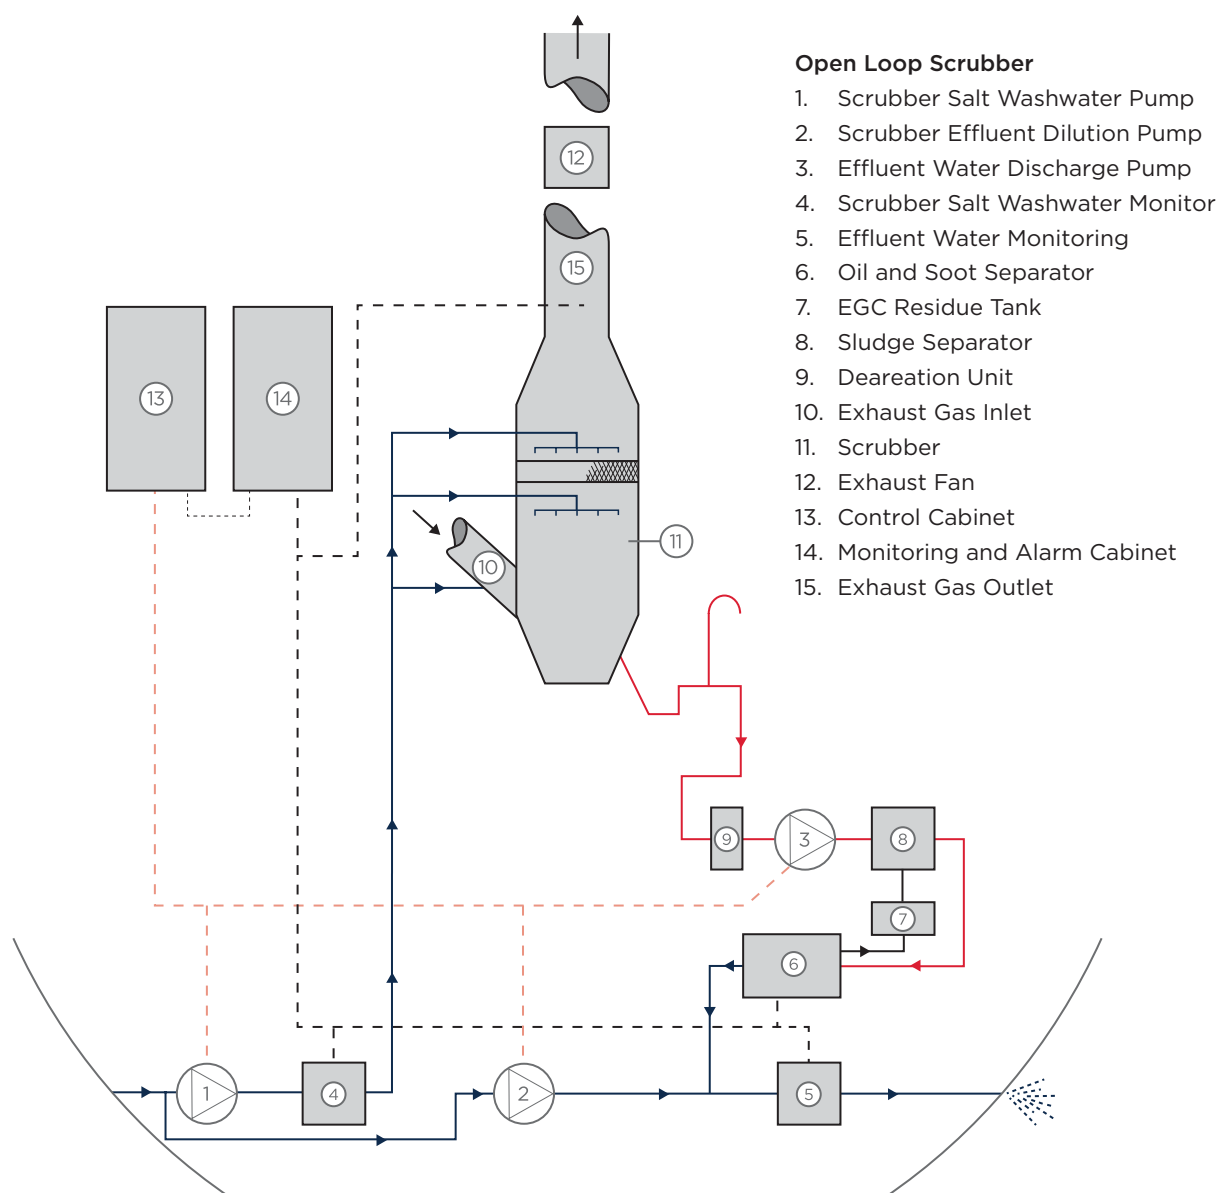 Open Loop Scrubber
1. Scrubber Salt Washwater Pump
2. Scrubber Effluent Dilution Pump
3. Effluent Water Discharge Pump
4. Scrubber Salt Washwater Monitor
5. Effluent Water Monitoring
6. Oil and Soot Separator
7. EGC Residue Tank
8. Sludge Separator
9. Deareation Unit
10. Exhaust Gas Inlet
11. Scrubber
12. Exhaust Fan
13. Control Cabinet
14. Monitoring and Alarm Cabinet
15. Exhaust Gas Outlet
12
15
13
14
11
10
9
3
8
7
6
1
4
2
5